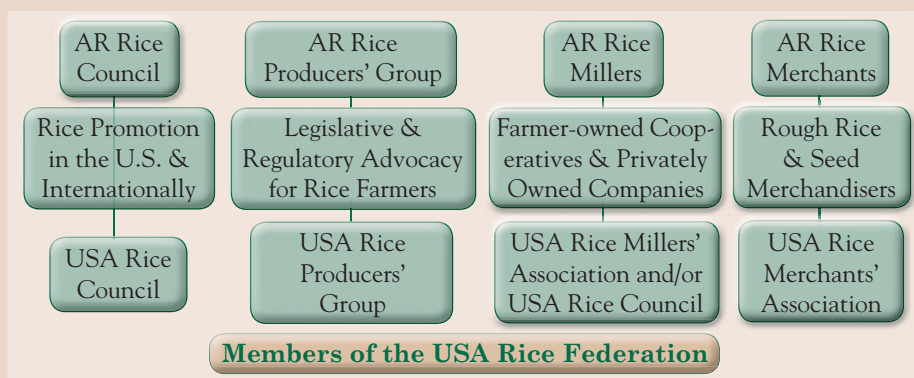 AR Rice
Council
Rice Promotion
in the U.S. &
Internationally
USA Rice
Council
AR Rice
Producers' Group
Legislative &
Regulatory Advocacy
for Rice Farmers
USA Rice
Producers'
Group
AR Rice
Millers
Farmer-owned Coop-
eratives & Privately
Owned Companies
USA Rice Millers'
Association and/or
USA Rice Council
AR Rice
Merchants
Rough Rice
& Seed
Merchandisers
USA Rice
Merchants'
Association
Members of the USA Rice Federation